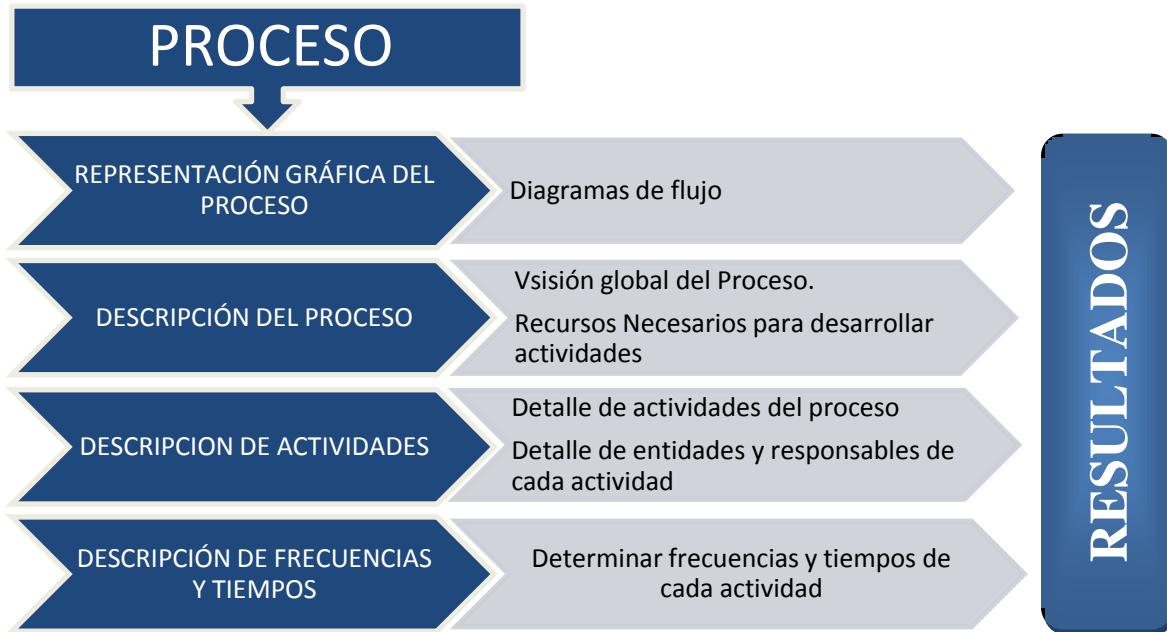 PROCESO
REPRESENTACIÓN GRÁFICA DEL
PROCESO
Diagramas de flujo
DESCRIPCIÓN DEL PROCESO
Vsisión global del Proceso.
Recursos Necesarios para desarrollar
actividades
DESCRIPCION DE ACTIVIDADES
Detalle de actividades del proceso
Detalle de entidades y responsables de
cada actividad
DESCRIPCIÓN DE FRECUENCIAS
Y TIEMPOS
Determinar frecuencias y tiempos de
cada actividad
RESULTADOS